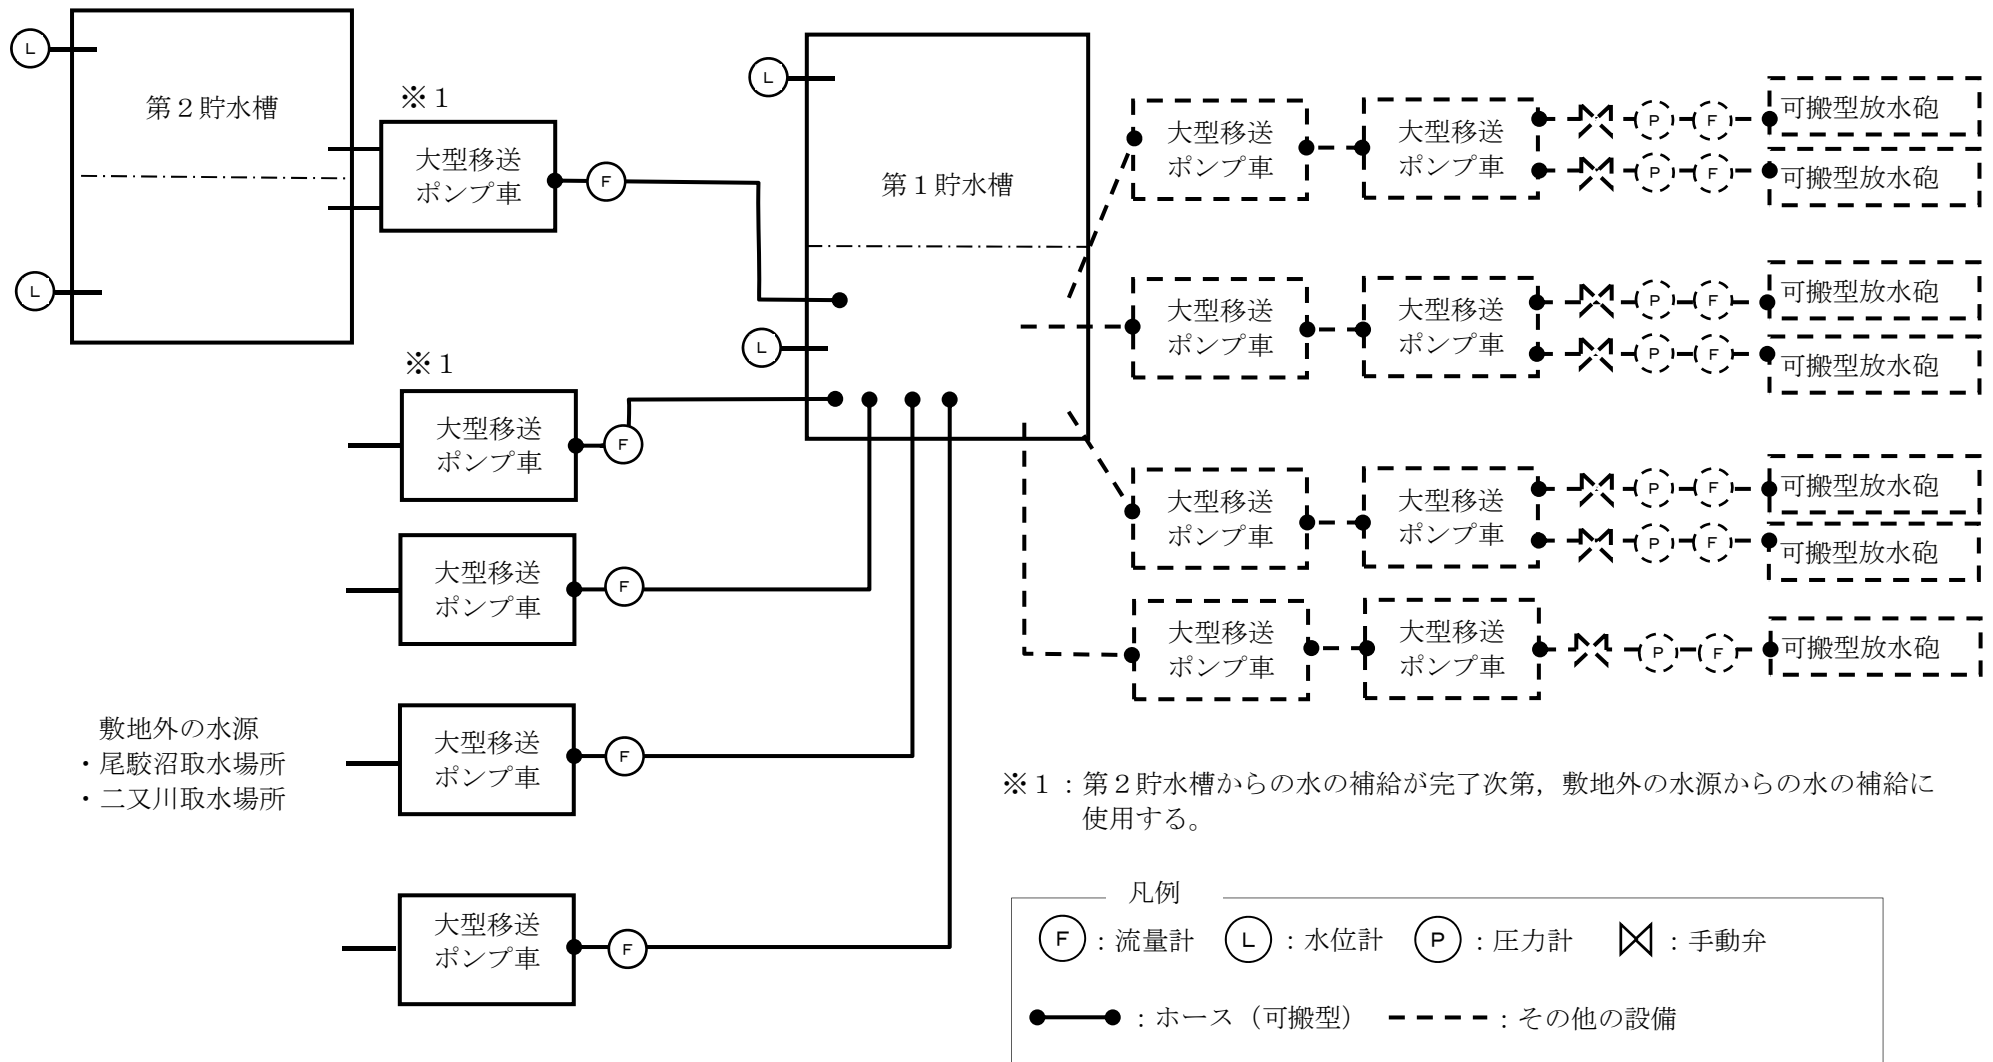 L
L
第２貯水槽
※１
大型移送
ポンプ車
F
L
第１貯水槽
L
※１
大型移送
ポンプ車
F
大型移送
ポンプ車
F
大型移送
ポンプ車
F
大型移送
ポンプ車
F
敷地外の水源
・尾駮沼取水場所
・二又川取水場所
大型移送
ポンプ車
大型移送
ポンプ車
P
F
可搬型放水砲
P
F
可搬型放水砲
大型移送
ポンプ車
大型移送
ポンプ車
P
F
可搬型放水砲
P
F
可搬型放水砲
大型移送
ポンプ車
大型移送
ポンプ車
P
F
可搬型放水砲
P
F
可搬型放水砲
大型移送
ポンプ車
大型移送
ポンプ車
P
F
可搬型放水砲
※１：第２貯水槽からの水の補給が完了次第，敷地外の水源からの水の補給に
使用する。
凡例
F：流量計 L：水位計 P：圧力計 ：手動弁
：ホース（可搬型） ：その他の設備